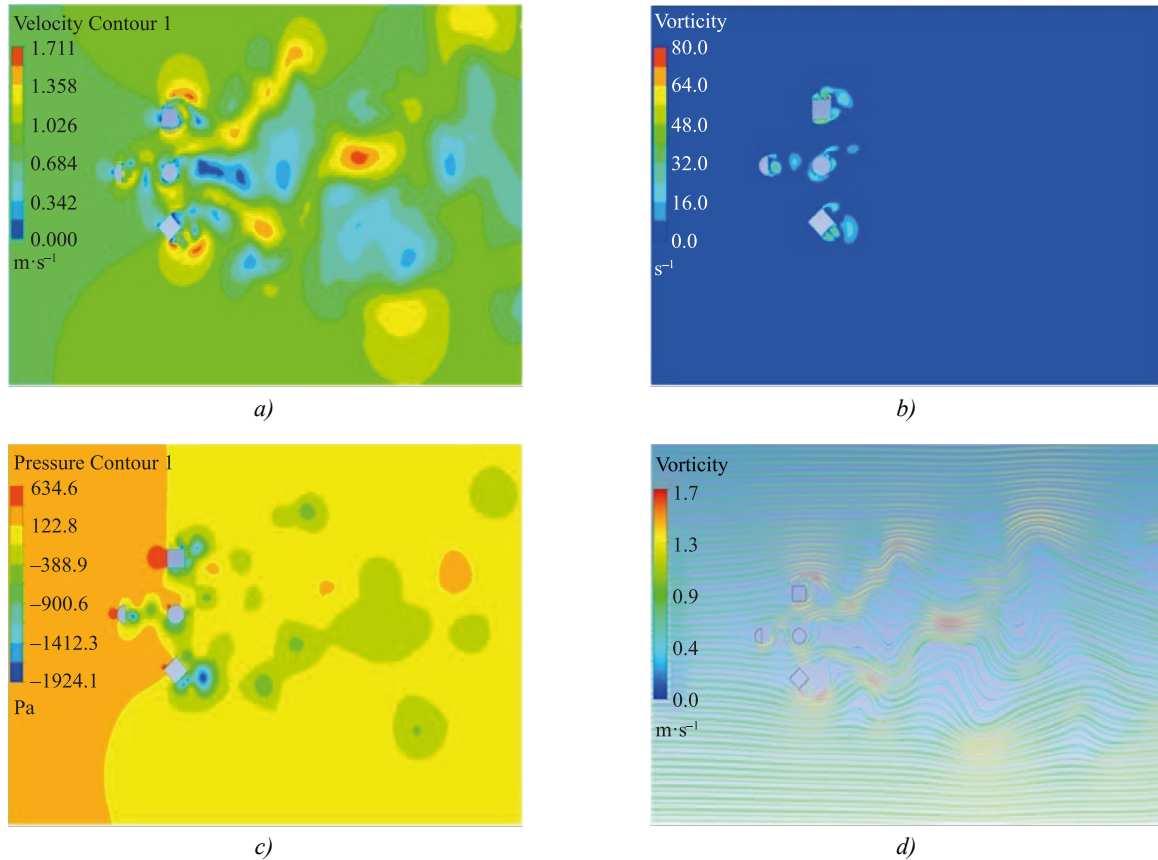 Velocity Contour 1
1.711
1.358
1.026
0.684
0.342
0.000
m·s⁻¹
a)
Vorticity
80.0
64.0
48.0
32.0
16.0
0.0
s⁻¹
b)
Pressure Contour 1
634.6
122.8
–388.9
–900.6
–1412.3
–1924.1
Pa
c)
Vorticity
1.7
1.3
0.9
0.4
0.0
m·s⁻¹
d)